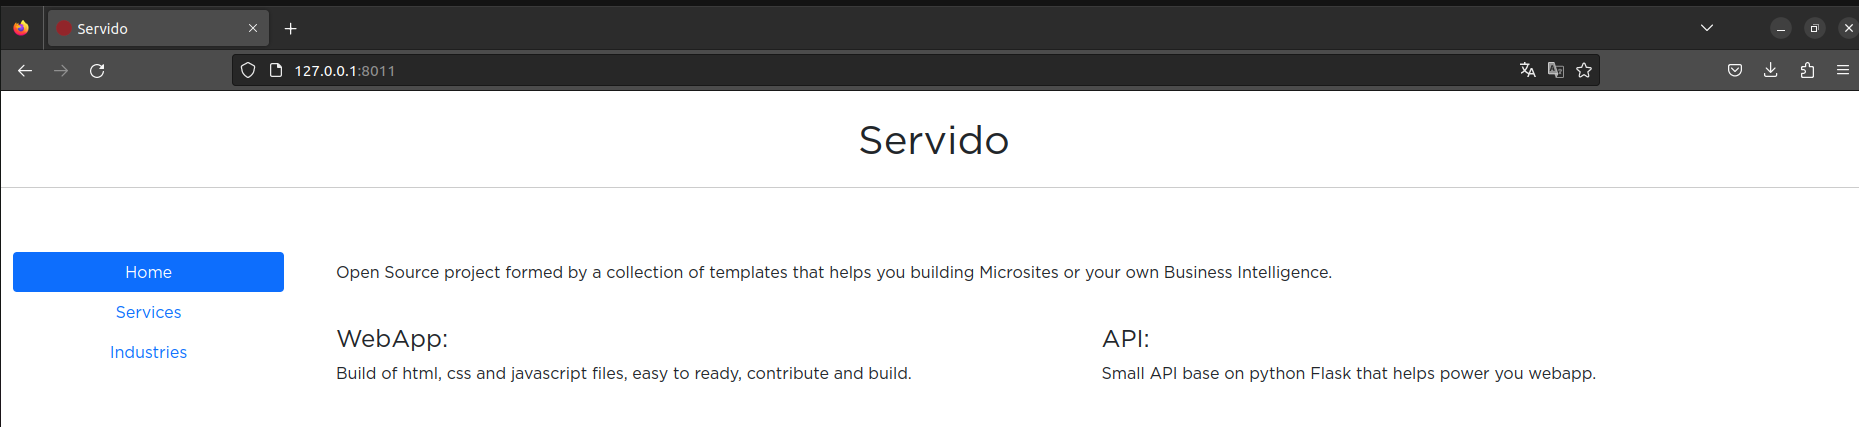 Servido
127.0.0.1:8011
Servido
Home
Services
Industries
Open Source project formed by a collection of templates that helps you building Microsites or your own Business Intelligence.
WebApp:
Build of html, css and javascript files, easy to ready, contribute and build.
API:
Small API base on python Flask that helps power you webapp.